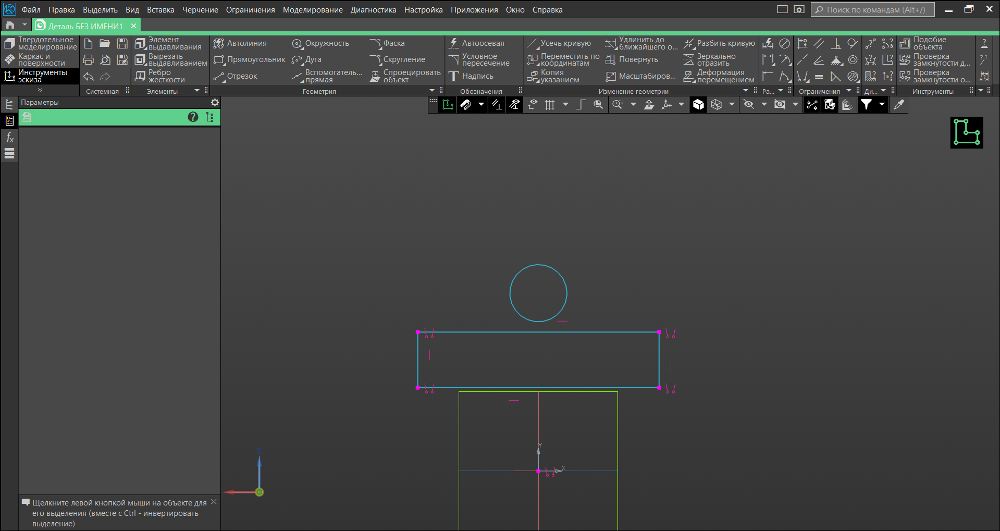 Файл Правка Выделить Вид Вставка Черчение Ограничения Моделирование Диагностика Настройка Приложения Окно Справка Поиск по командам (Alt+/)
Деталь БЕЗ ИМЕНИ1
Твердотельное
моделирование
Каркас и
поверхности
Инструменты
эскиза
Системная
Элемент
выдавливания
Вырезать
выдавливанием
Ребро
жесткости
Элементы
Автолиния
Прямоугольник
Отрезок
Окружность
Дуга
Вспомогатель...
прямая
Фаска
Скругление
Спроецировать
объект
Геометрия
Автоосевая
Условное
пересечение
Надпись
Обозначения
Усечь кривую
Переместить по
координатам
Копия
указанием
Удлинить до
ближайшего о...
Повернуть
Масштабиров...
Разбить кривую
Зеркально
отразить
Деформация
перемещением
Изменение геометрии
Ра...
Ограничения
Ди...
Подобие
объекта
Проверка
замкнутости д...
Проверка
замкнутости о...
Инструменты
Параметры
Z
Y
X
Щелкните левой кнопкой мыши на объекте для
его выделения (вместе с Ctrl - инвертировать
выделение)